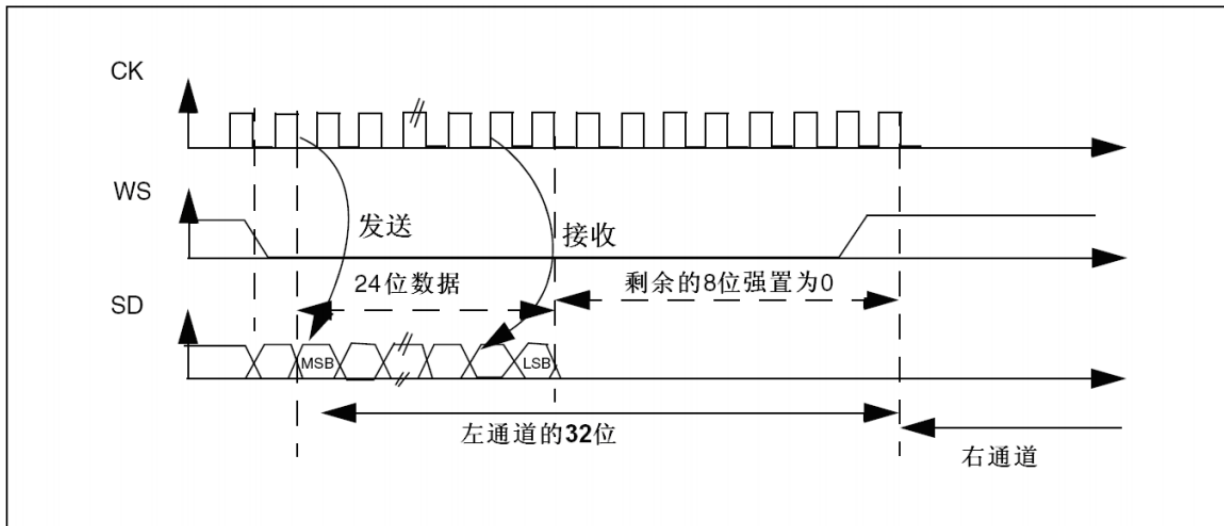 CK
WS
发送
接收
24位数据
剩余的8位强置为0
SD
MSB
LSB
左通道的32位
右通道